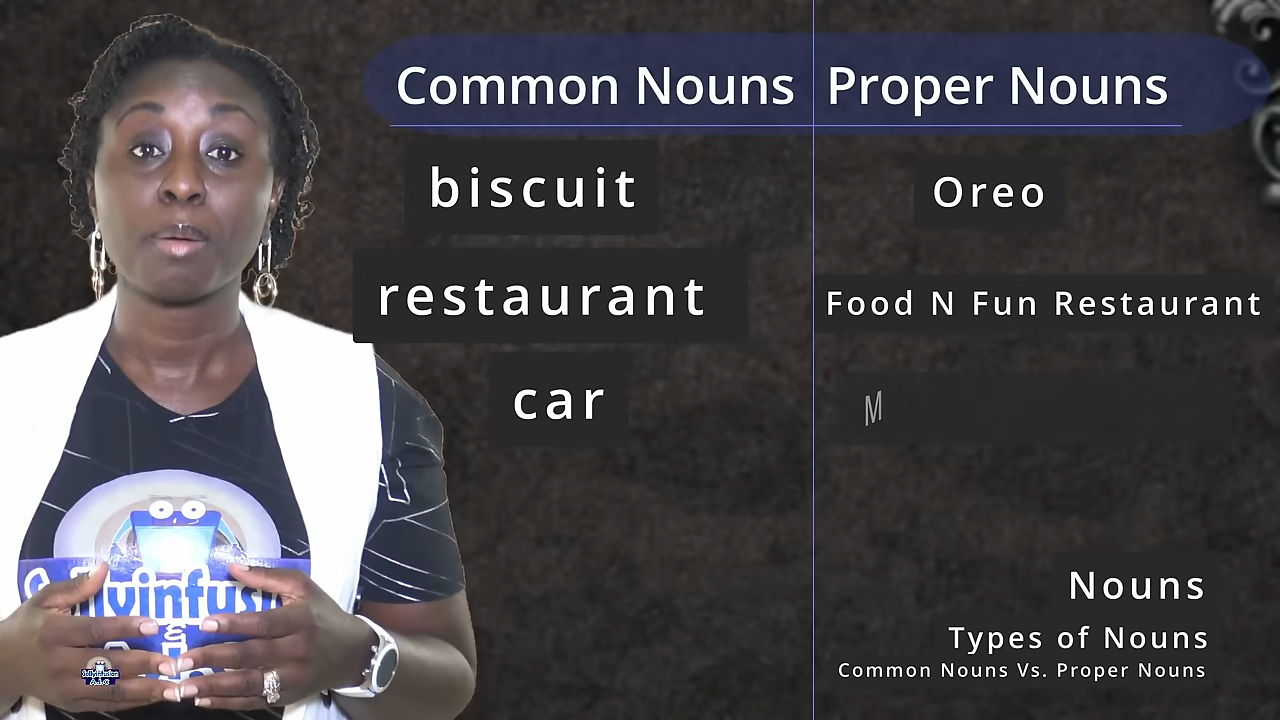 Common Nouns Proper Nouns
biscuit Oreo
restaurant Food N Fun Restaurant
car M
Nouns
Types of Nouns
Common Nouns Vs. Proper Nouns